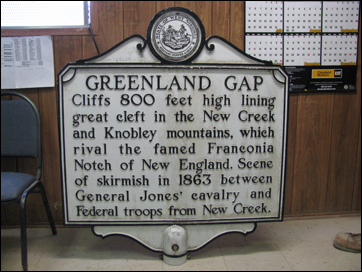 GREENLAND GAP
Cliffs 800 feet high lining
great cleft in the New Creek
and Knobley mountains, which
rival the famed Franconia
Notch of New England. Scene
of skirmish in 1863 between
General Jones' cavalry and
Federal troops from New Creek.